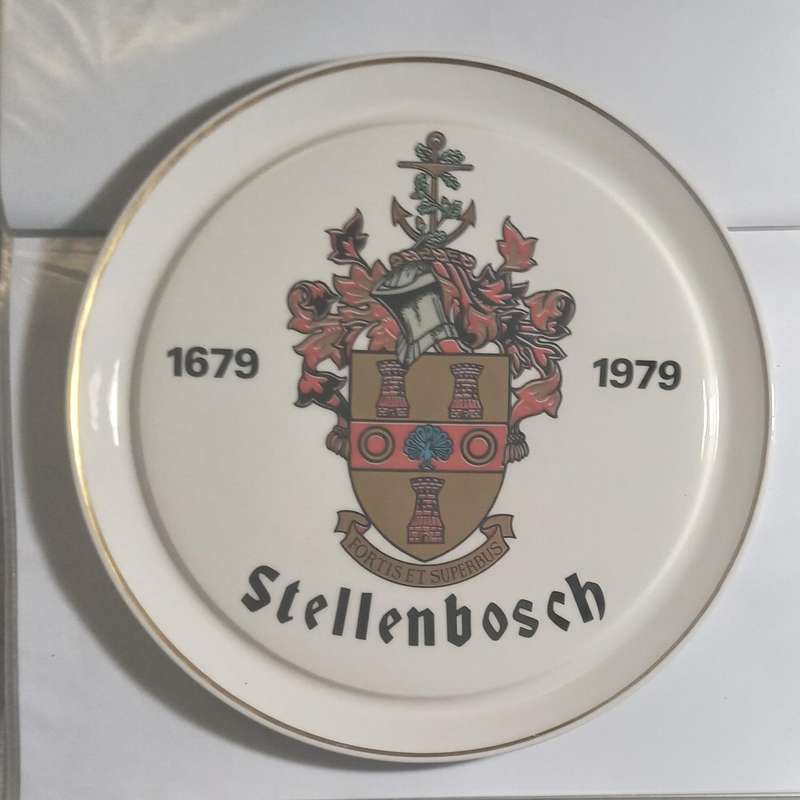 1679
1979
FORTIS ET SUPERBUS
Stellenbosch